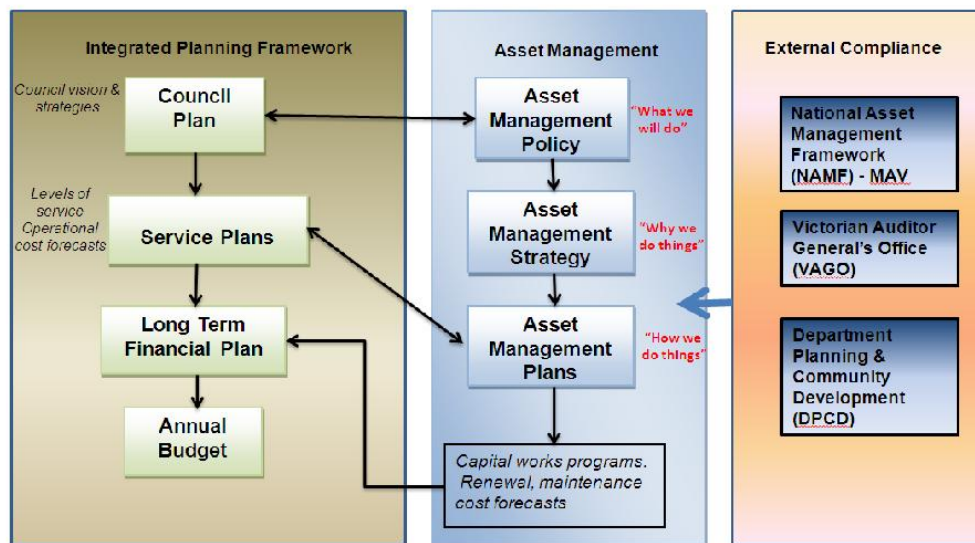 Integrated Planning Framework
Council vision &
strategies
Council
Plan
Levels of
service
Operational
cost forecasts
Service Plans
Long Term
Financial Plan
Annual
Budget
Asset Management
Asset
Management
Policy
"What we
will do"
Asset
Management
Strategy
"Why we
do things"
Asset
Management
Plans
"How we
do things"
Capital works programs.
Renewal, maintenance
cost forecasts
External Compliance
National Asset
Management
Framework
(NAMF) - MAV
Victorian Auditor
General's Office
(VAGO)
Department
Planning &
Community
Development
(DPCD)